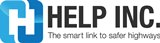 HELP INC.
The smart link to safer highways